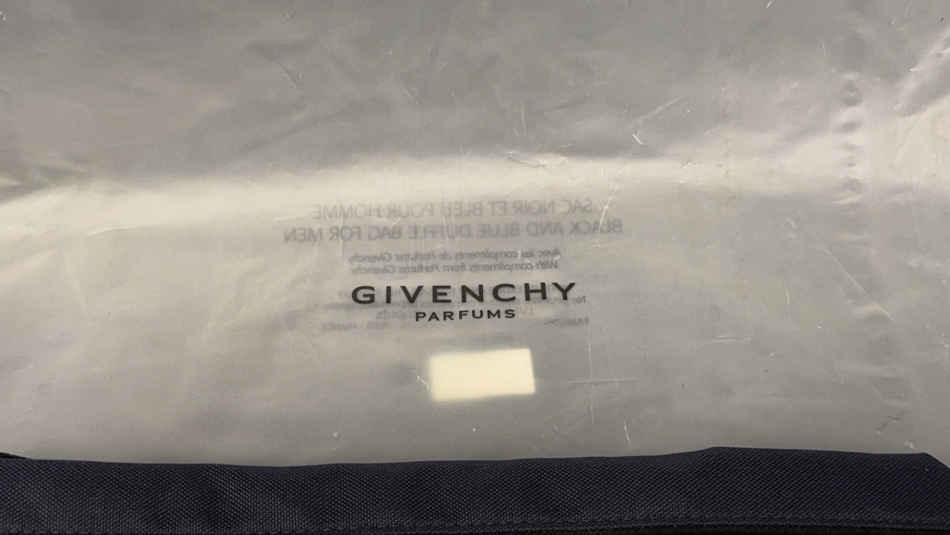 SAC NOIR ET BLEU POUR HOMME
BLACK AND BLUE DUFFLE BAG FOR MEN
Avec les compliments de Parfums Givenchy
With compliments from Parfums Givenchy
GIVENCHY
PARFUMS